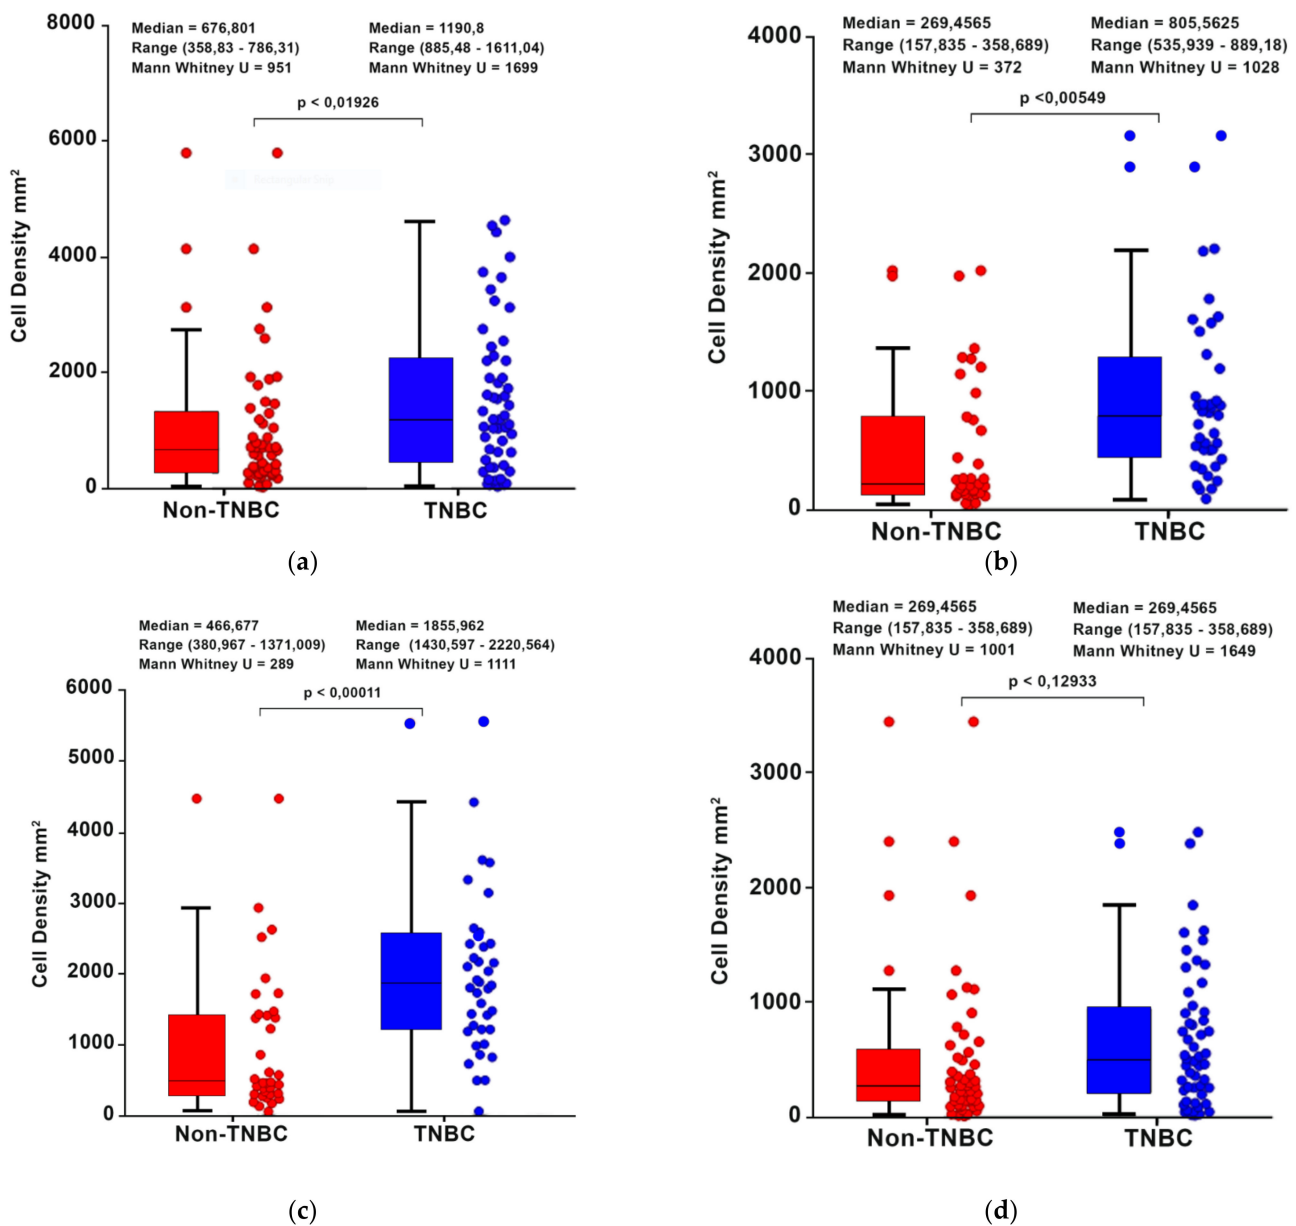 Median = 676,801
Range (358,83 - 786,31)
Mann Whitney U = 951
Median = 1190,8
Range (885,48 - 1611,04)
Mann Whitney U = 1699
p < 0,01926
Cell Density mm²
8000
6000
4000
2000
0
Non-TNBC
TNBC
(a)
Median = 269,4565
Range (157,835 - 358,689)
Mann Whitney U = 372
Median = 805,5625
Range (535,939 - 889,18)
Mann Whitney U = 1028
p <0,00549
Cell Density mm²
4000
3000
2000
1000
0
Non-TNBC
TNBC
(b)
Median = 466,677
Range (380,967 - 1371,009)
Mann Whitney U = 289
Median = 1855,962
Range (1430,597 - 2220,564)
Mann Whitney U = 1111
p < 0,00011
Cell Density mm²
6000
5000
4000
3000
2000
1000
0
Non-TNBC
TNBC
(c)
Median = 269,4565
Range (157,835 - 358,689)
Mann Whitney U = 1001
Median = 269,4565
Range (157,835 - 358,689)
Mann Whitney U = 1649
p < 0,12933
Cell Density mm²
4000
3000
2000
1000
0
Non-TNBC
TNBC
(d)